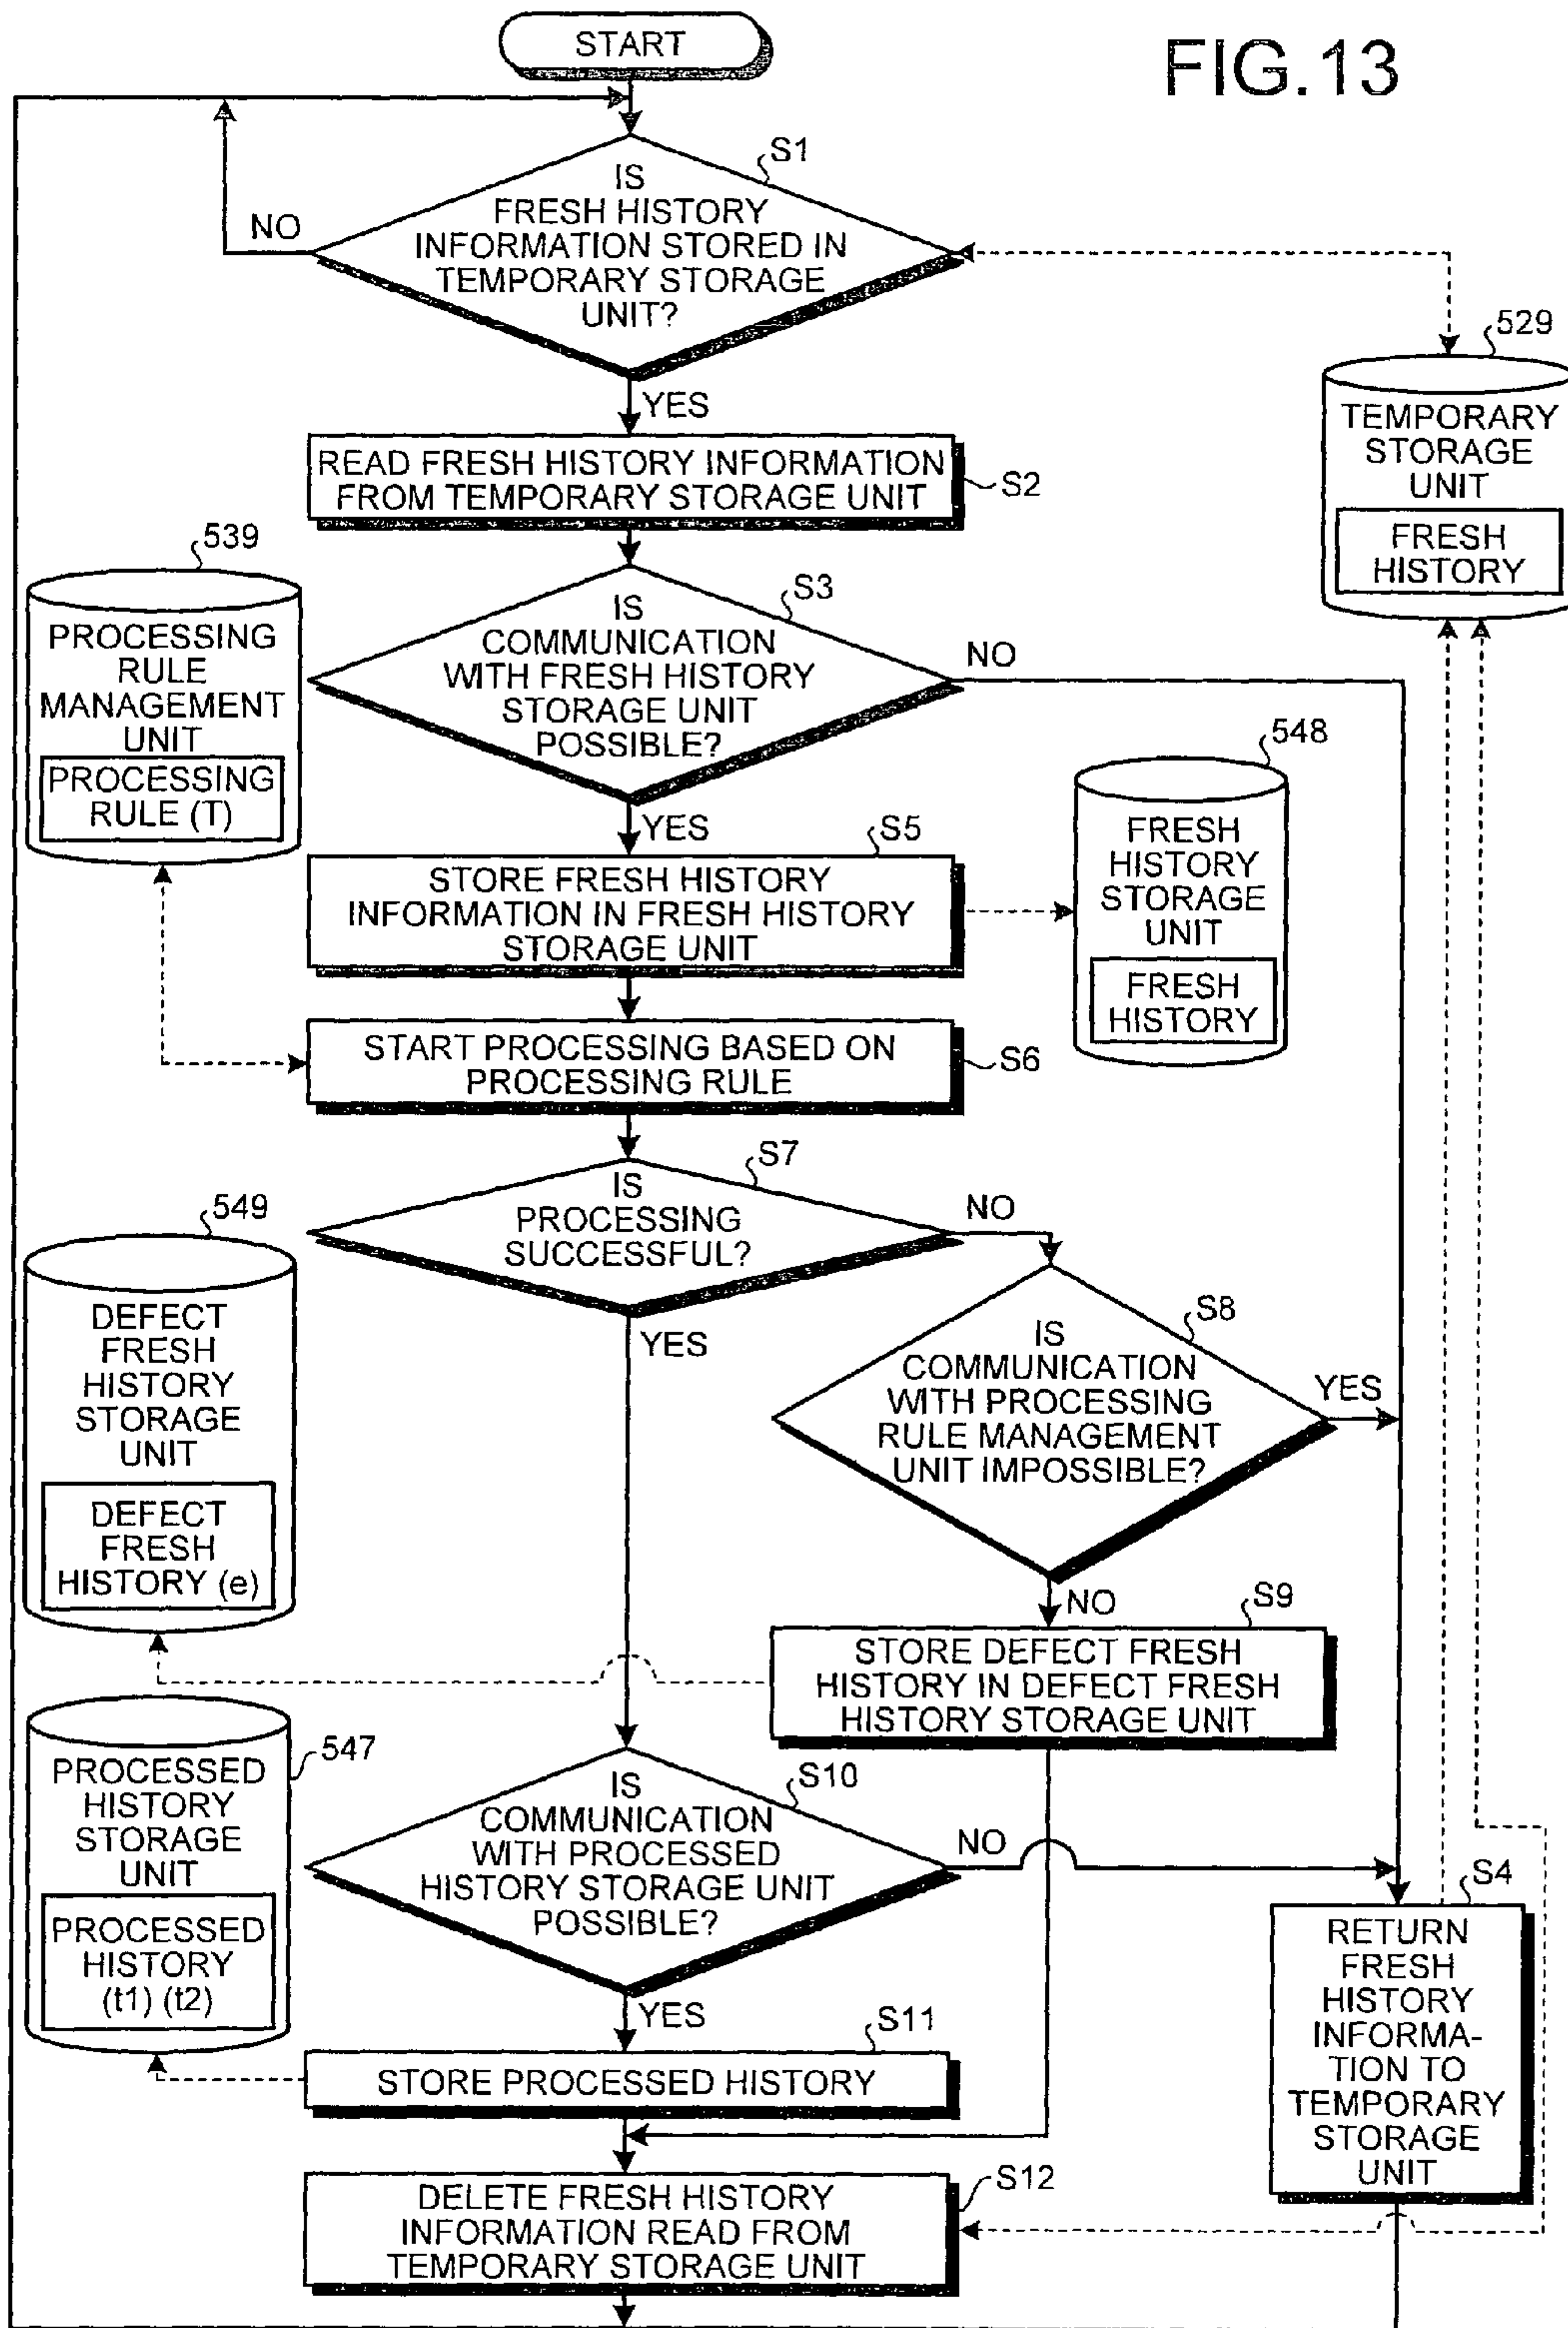 START
FIG.13
S1
IS
FRESH HISTORY
INFORMATION STORED IN
TEMPORARY STORAGE
UNIT?
NO
YES
529
TEMPORARY
STORAGE
UNIT
FRESH
HISTORY
READ FRESH HISTORY INFORMATION
FROM TEMPORARY STORAGE UNIT
S2
539
PROCESSING
RULE
MANAGEMENT
UNIT
PROCESSING
RULE (T)
S3
IS
COMMUNICATION
WITH FRESH HISTORY
STORAGE UNIT
POSSIBLE?
NO
YES
548
FRESH
HISTORY
STORAGE
UNIT
FRESH
HISTORY
S5
STORE FRESH HISTORY
INFORMATION IN FRESH HISTORY
STORAGE UNIT
START PROCESSING BASED ON
PROCESSING RULE
S6
S7
IS
PROCESSING
SUCCESSFUL?
NO
YES
549
DEFECT
FRESH
HISTORY
STORAGE
UNIT
DEFECT
FRESH
HISTORY (e)
S8
IS
COMMUNICATION
WITH PROCESSING
RULE MANAGEMENT
UNIT IMPOSSIBLE?
YES
NO
S9
STORE DEFECT FRESH
HISTORY IN DEFECT FRESH
HISTORY STORAGE UNIT
547
PROCESSED
HISTORY
STORAGE
UNIT
PROCESSED
HISTORY
(t1) (t2)
S10
IS
COMMUNICATION
WITH PROCESSED
HISTORY STORAGE UNIT
POSSIBLE?
NO
YES
S4
RETURN
FRESH
HISTORY
INFORMA-
TION TO
TEMPORARY
STORAGE
UNIT
S11
STORE PROCESSED HISTORY
S12
DELETE FRESH HISTORY
INFORMATION READ FROM
TEMPORARY STORAGE UNIT